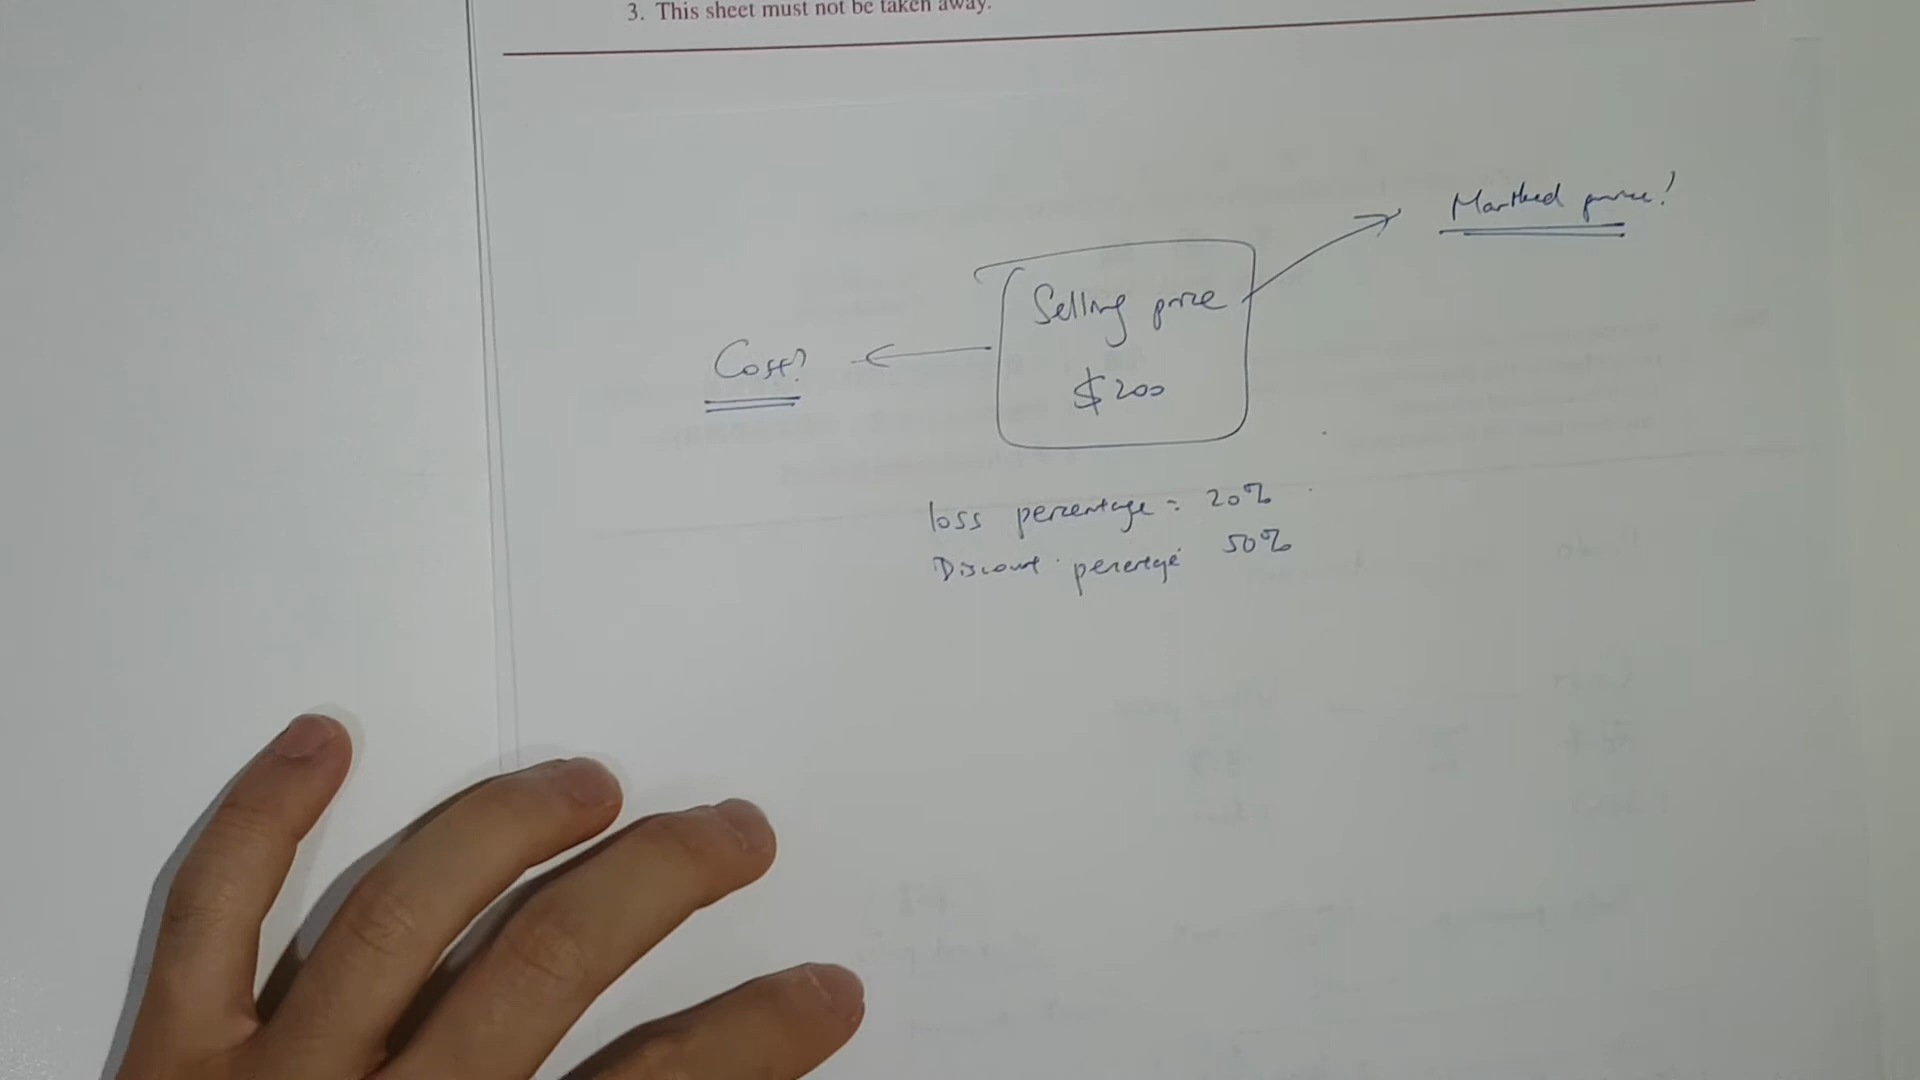 3. This sheet must not be taken away.
Marked price?
Selling price
Cost?
$200
loss percentage = 20%
Discount percentage 50%